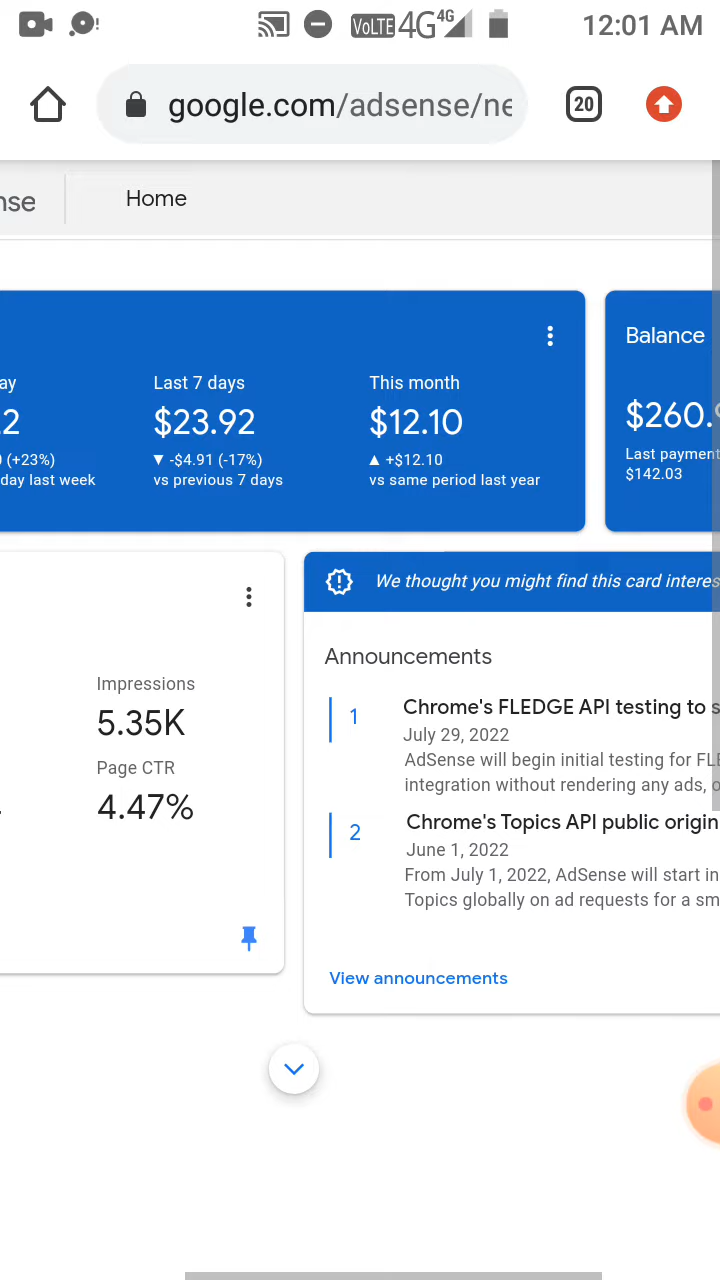 VoLTE 4G 4G 12:01 AM
google.com/adsense/ne 20
nse Home
ay Last 7 days This month Balance
2 $23.92 $12.10 $260.
(+23%) ▼ -$4.91 (-17%) ▲ +$12.10 Last payment
day last week vs previous 7 days vs same period last year $142.03
We thought you might find this card interes
Announcements
Impressions
5.35K
Page CTR
4.47%
1 Chrome's FLEDGE API testing to s
July 29, 2022
AdSense will begin initial testing for FLE
integration without rendering any ads, o
2 Chrome's Topics API public origin
June 1, 2022
From July 1, 2022, AdSense will start in
Topics globally on ad requests for a sm
View announcements